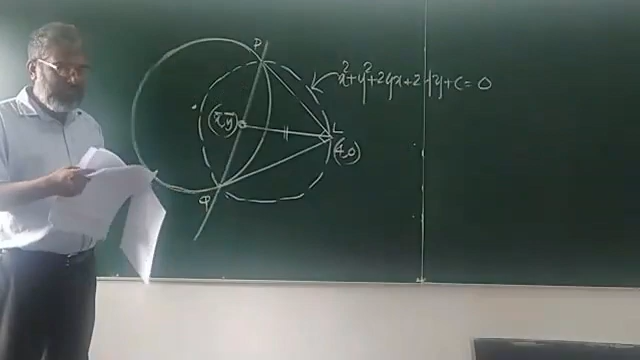 P
x²+y²+2gx+2fy+c=0
(x̄,ȳ)
L
(4,0)
Q